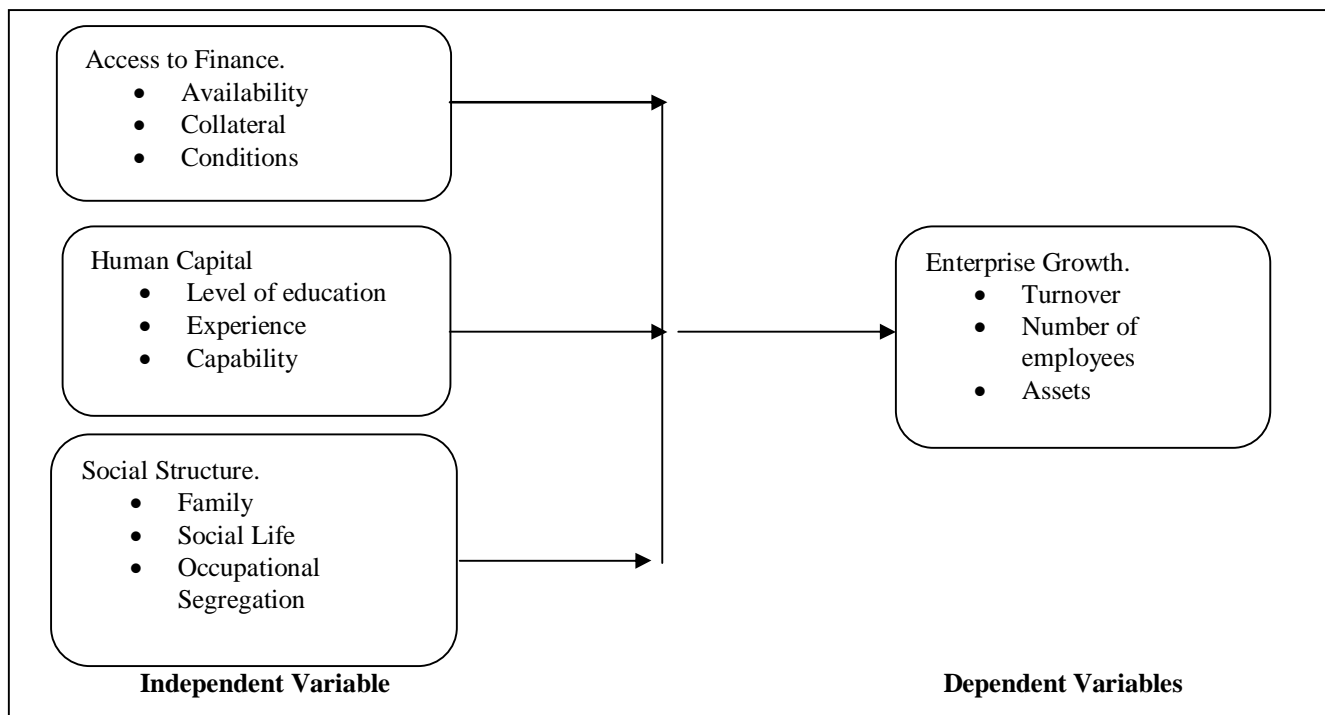 Access to Finance.
• Availability
• Collateral
• Conditions
Human Capital
• Level of education
• Experience
• Capability
Social Structure.
• Family
• Social Life
• Occupational
Segregation
Enterprise Growth.
• Turnover
• Number of
employees
• Assets
Independent Variable
Dependent Variables